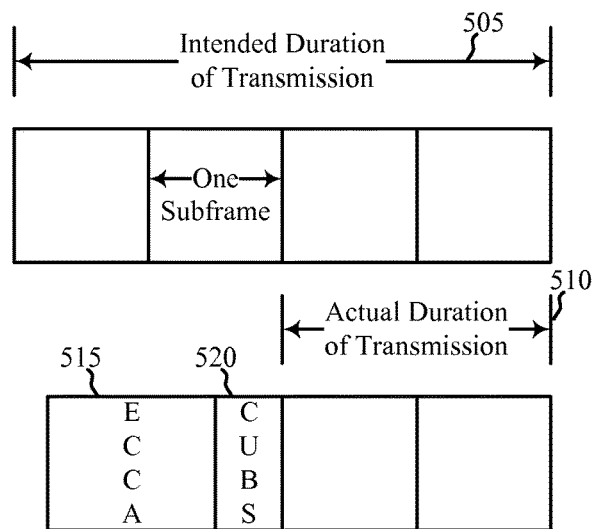 Intended Duration
of Transmission
505
One
Subframe
510
Actual Duration
of Transmission
515
520
E
C
C
A
C
U
B
S